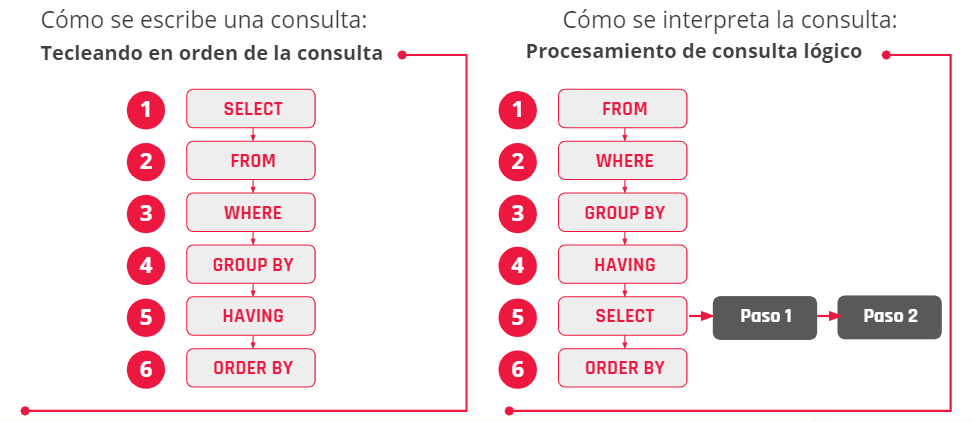 Cómo se escribe una consulta:
Tecleando en orden de la consulta
1 SELECT
2 FROM
3 WHERE
4 GROUP BY
5 HAVING
6 ORDER BY
Cómo se interpreta la consulta:
Procesamiento de consulta lógico
1 FROM
2 WHERE
3 GROUP BY
4 HAVING
5 SELECT Paso 1 Paso 2
6 ORDER BY